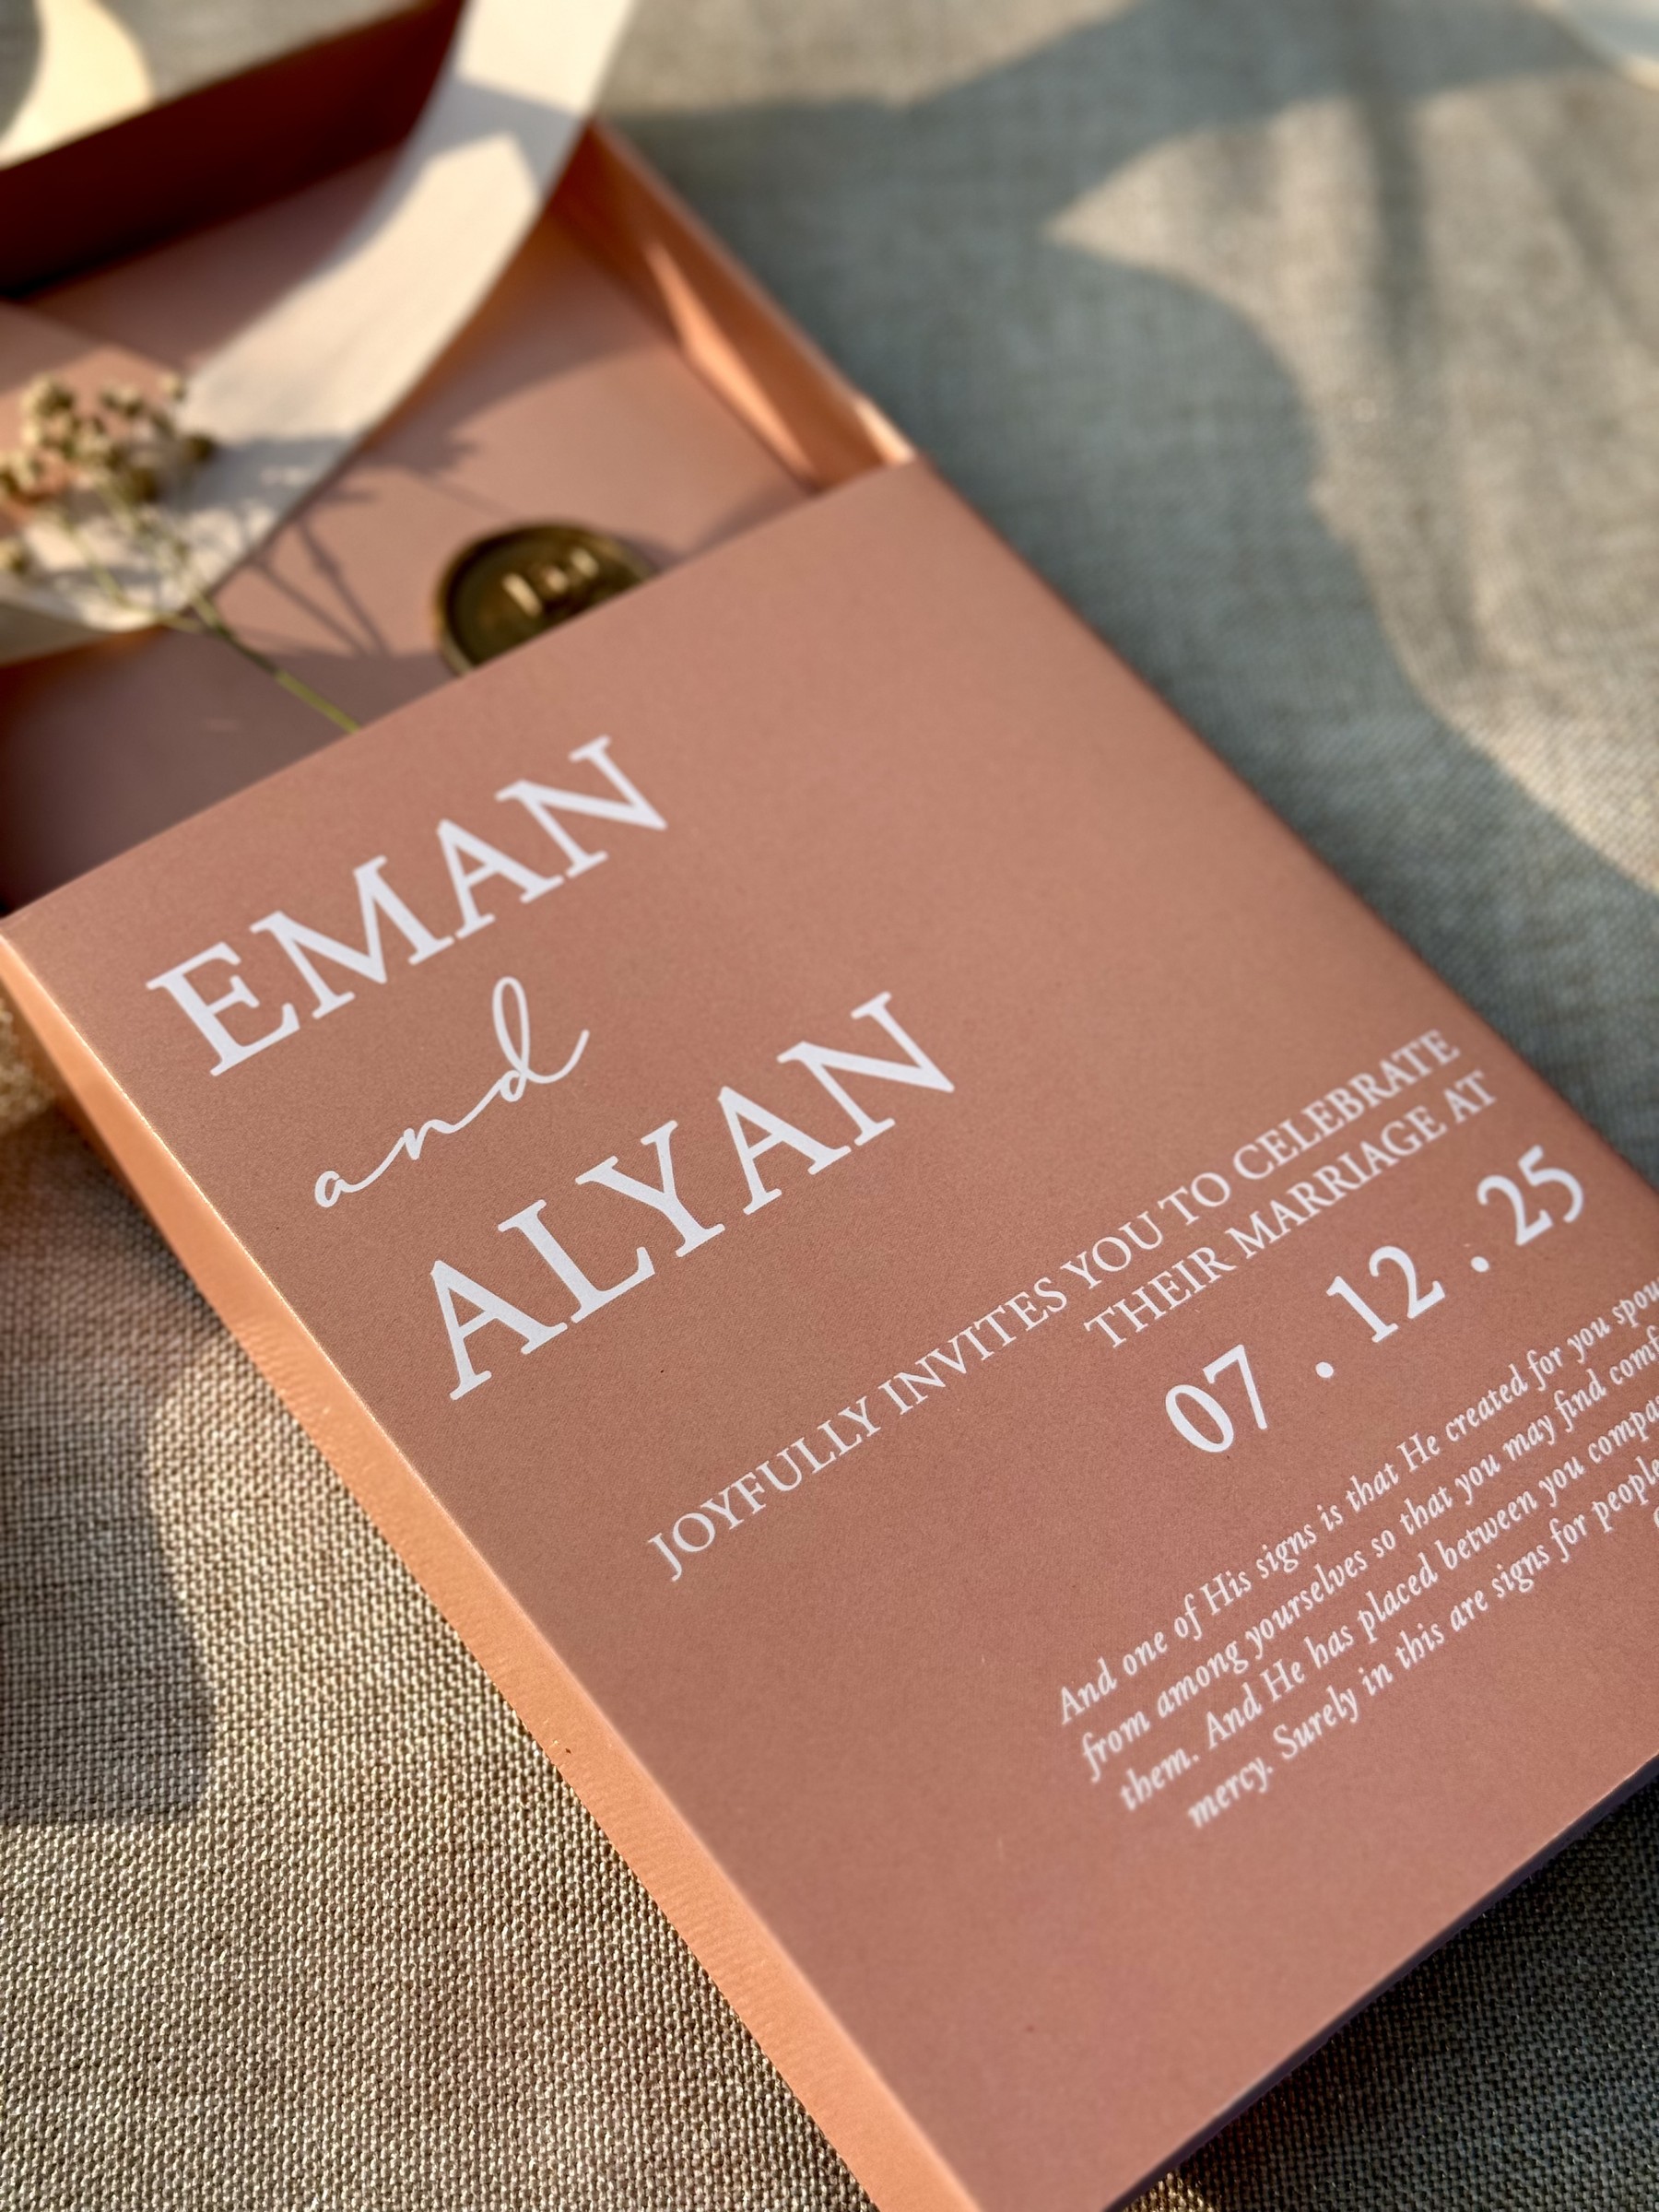 EMAN
and
ALYAN
JOYFULLY INVITES YOU TO CELEBRATE
THEIR MARRIAGE AT
07 . 12 . 25
And one of His signs is that He created for you
from among yourselves so that you may find
them. And He has placed between you
mercy. Surely in this are signs for people